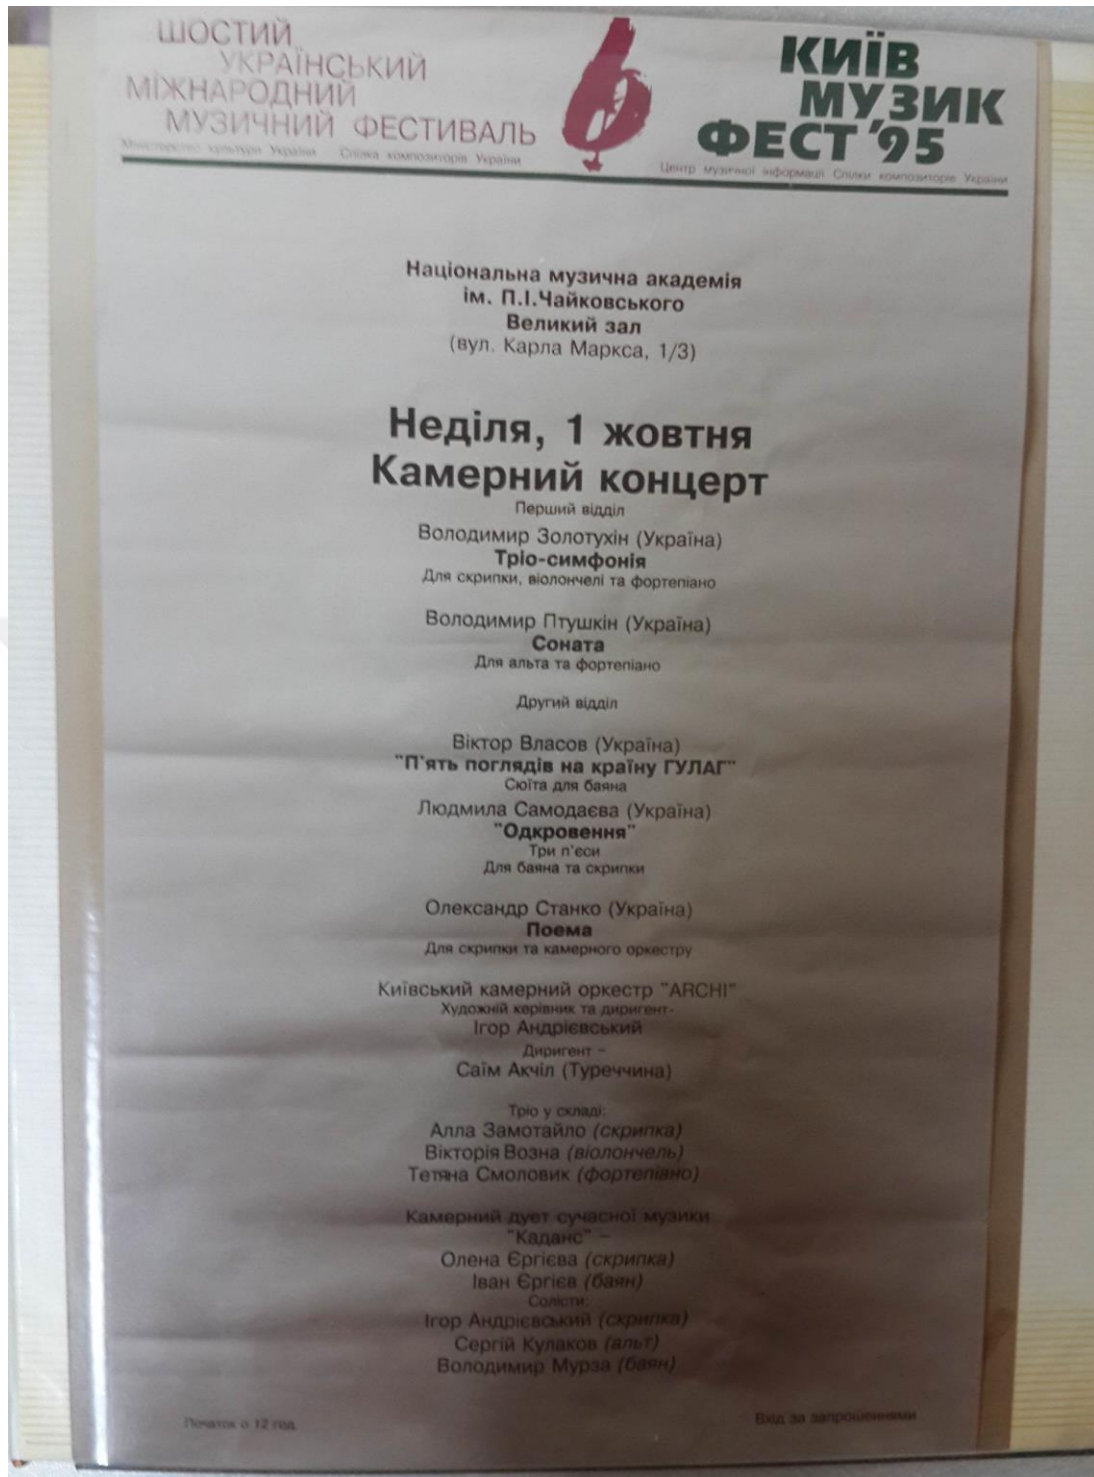 ШОСТИЙ
УКРАЇНСЬКИЙ
МІЖНАРОДНИЙ
МУЗИЧНИЙ ФЕСТИВАЛЬ
Міністерство культури України Спілка композиторів України
6
КИЇВ
МУЗИК
ФЕСТ '95
Центр музичної інформації Спілки композиторів України
Національна музична академія
ім. П.І.Чайковського
Великий зал
(вул. Карла Маркса, 1/3)
Неділя, 1 жовтня
Камерний концерт
Перший відділ
Володимир Золотухін (Україна)
Тріо-симфонія
Для скрипки, віолончелі та фортепіано
Володимир Птушкін (Україна)
Соната
Для альта та фортепіано
Другий відділ
Віктор Власов (Україна)
"П'ять поглядів на країну ГУЛАГ"
Сюїта для баяна
Людмила Самодаєва (Україна)
"Одкровення"
Три п'єси
Для баяна та скрипки
Олександр Станко (Україна)
Поема
Для скрипки та камерного оркестру
Київський камерний оркестр "ARCHI"
Художній керівник та диригент-
Ігор Андрієвський
Диригент –
Саїм Акчіл (Туреччина)
Тріо у складі:
Алла Замотайло (скрипка)
Вікторія Возна (віолончель)
Тетяна Смоловик (фортепіано)
Камерний дует сучасної музики
"Каданс" –
Олена Єргієва (скрипка)
Іван Єргієв (баян)
Солісти:
Ігор Андрієвський (скрипка)
Сергій Кулаков (альт)
Володимир Мурза (баян)
Початок о 12 год.
Вхід за запрошеннями